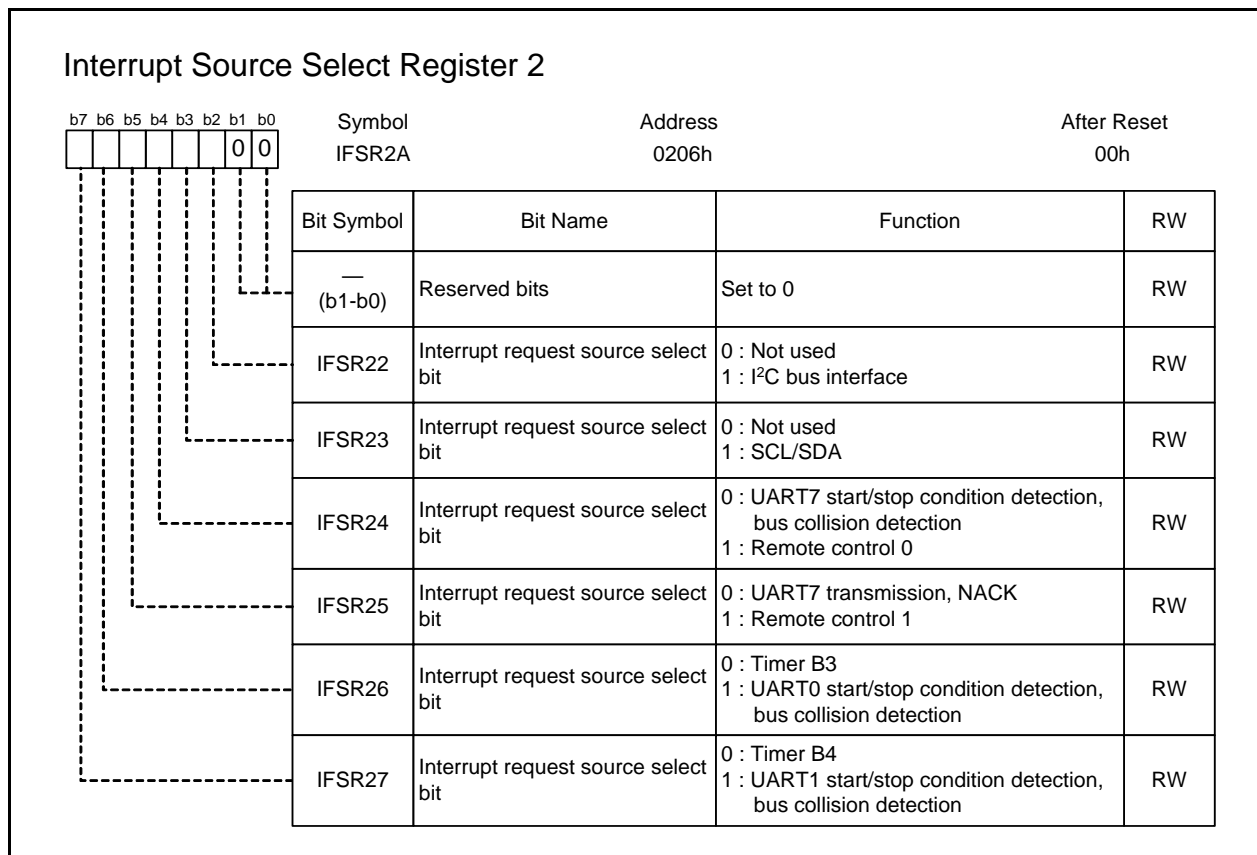 Interrupt Source Select Register 2
b7 b6 b5 b4 b3 b2 b1 b0
0 0
Symbol Address After Reset
IFSR2A 0206h 00h
Bit Symbol Bit Name Function RW
—
(b1-b0) Reserved bits Set to 0 RW
IFSR22
Interrupt request source select
bit
0 : Not used
1 : I²C bus interface
RW
IFSR23
Interrupt request source select
bit
0 : Not used
1 : SCL/SDA
RW
IFSR24
Interrupt request source select
bit
0 : UART7 start/stop condition detection,
bus collision detection
1 : Remote control 0
RW
IFSR25
Interrupt request source select
bit
0 : UART7 transmission, NACK
1 : Remote control 1
RW
IFSR26
Interrupt request source select
bit
0 : Timer B3
1 : UART0 start/stop condition detection,
bus collision detection
RW
IFSR27
Interrupt request source select
bit
0 : Timer B4
1 : UART1 start/stop condition detection,
bus collision detection
RW